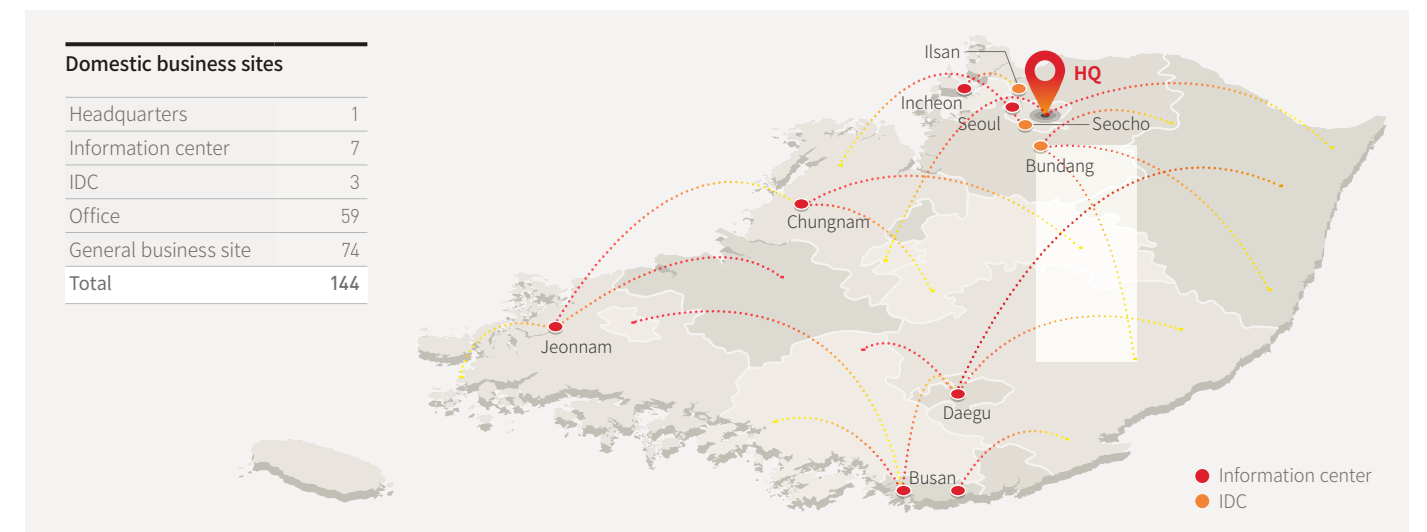 Domestic business sites
Headquarters 1
Information center 7
IDC 3
Office 59
General business site 74
Total 144
Ilsan
HQ
Incheon
Seoul
Seocho
Bundang
Chungnam
Jeonnam
Daegu
Busan
Information center
IDC